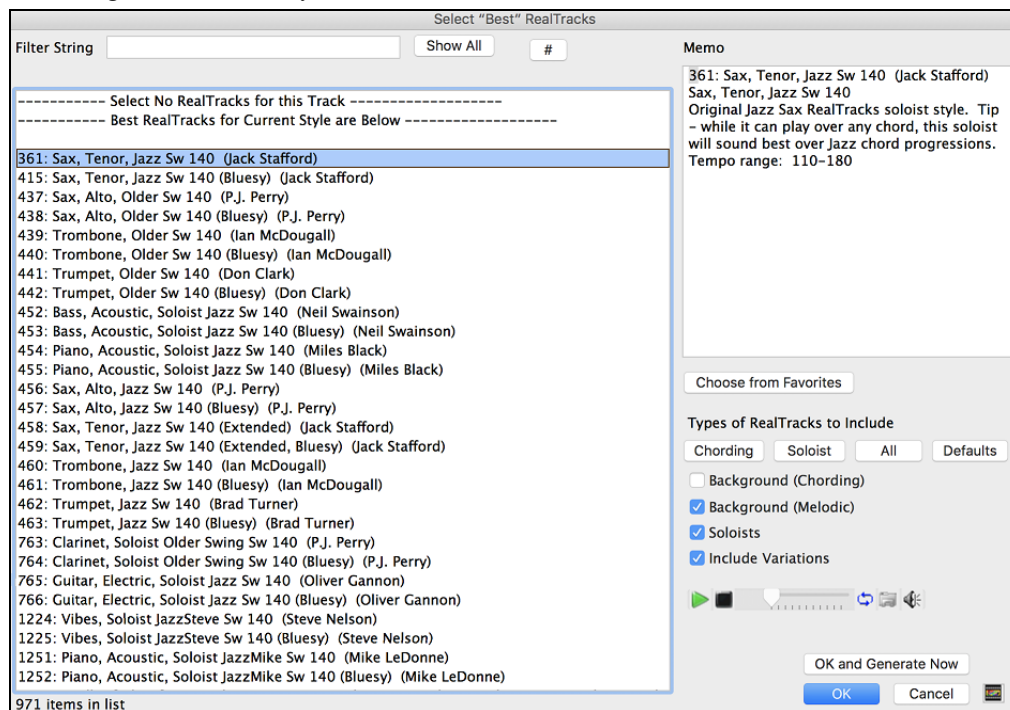 Select "Best" RealTracks
Filter String
Show All
#
----------- Select No RealTracks for this Track -------------------
----------- Best RealTracks for Current Style are Below -------------------
361: Sax, Tenor, Jazz Sw 140 (Jack Stafford)
415: Sax, Tenor, Jazz Sw 140 (Bluesy) (Jack Stafford)
437: Sax, Alto, Older Sw 140 (P.J. Perry)
438: Sax, Alto, Older Sw 140 (Bluesy) (P.J. Perry)
439: Trombone, Older Sw 140 (Ian McDougall)
440: Trombone, Older Sw 140 (Bluesy) (Ian McDougall)
441: Trumpet, Older Sw 140 (Don Clark)
442: Trumpet, Older Sw 140 (Bluesy) (Don Clark)
452: Bass, Acoustic, Soloist Jazz Sw 140 (Neil Swainson)
453: Bass, Acoustic, Soloist Jazz Sw 140 (Bluesy) (Neil Swainson)
454: Piano, Acoustic, Soloist Jazz Sw 140 (Miles Black)
455: Piano, Acoustic, Soloist Jazz Sw 140 (Bluesy) (Miles Black)
456: Sax, Alto, Jazz Sw 140 (P.J. Perry)
457: Sax, Alto, Jazz Sw 140 (Bluesy) (P.J. Perry)
458: Sax, Tenor, Jazz Sw 140 (Extended) (Jack Stafford)
459: Sax, Tenor, Jazz Sw 140 (Extended, Bluesy) (Jack Stafford)
460: Trombone, Jazz Sw 140 (Ian McDougall)
461: Trombone, Jazz Sw 140 (Bluesy) (Ian McDougall)
462: Trumpet, Jazz Sw 140 (Brad Turner)
463: Trumpet, Jazz Sw 140 (Bluesy) (Brad Turner)
763: Clarinet, Soloist Older Swing Sw 140 (P.J. Perry)
764: Clarinet, Soloist Older Swing Sw 140 (Bluesy) (P.J. Perry)
765: Guitar, Electric, Soloist Jazz Sw 140 (Oliver Gannon)
766: Guitar, Electric, Soloist Jazz Sw 140 (Bluesy) (Oliver Gannon)
1224: Vibes, Soloist JazzSteve Sw 140 (Steve Nelson)
1225: Vibes, Soloist JazzSteve Sw 140 (Bluesy) (Steve Nelson)
1251: Piano, Acoustic, Soloist JazzMike Sw 140 (Mike LeDonne)
1252: Piano, Acoustic, Soloist JazzMike Sw 140 (Bluesy) (Mike LeDonne)
971 items in list
Memo
361: Sax, Tenor, Jazz Sw 140 (Jack Stafford)
Sax, Tenor, Jazz Sw 140
Original Jazz Sax RealTracks soloist style. Tip
- while it can play over any chord, this soloist
will sound best over Jazz chord progressions.
Tempo range: 110-180
Choose from Favorites
Types of RealTracks to Include
Chording Soloist All Defaults
Background (Chording)
Background (Melodic)
Soloists
Include Variations
OK and Generate Now
OK Cancel